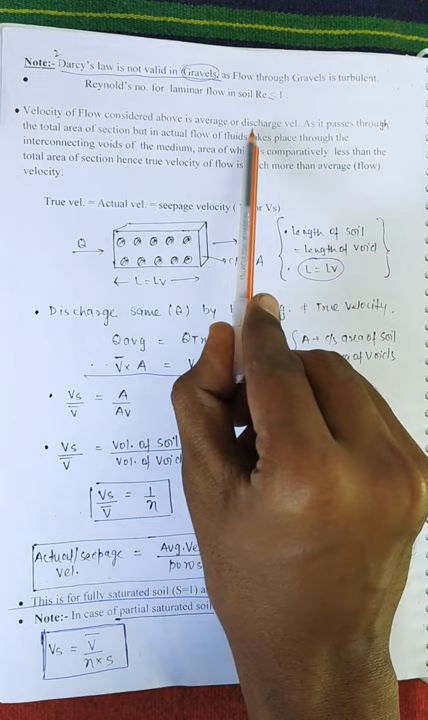 Note:- Darcy's law is not valid in Gravels, as Flow through Gravels is turbulent.
Reynold's no. for laminar flow in soil Re ≤ 1
• Velocity of Flow considered above is average or discharge vel. As it passes through
the total area of section but in actual flow of fluids takes place through the
interconnecting voids of the medium, area of which is comparatively less than the
total area of section hence true velocity of flow is much more than average (flow)
velocity.
True vel. = Actual vel. = seepage velocity ( or Vs)
Q
A
L = Lv
• Length of soil
= Length of void
• L = Lv
• Discharge same (Q) by + True Velocity.
Qavg = QTr
A → c/s area of soil
V̄ x A = V
of voids
• Vs/V̄ = A/Av
• Vs/V̄ = Vol. of Soil/Vol. of Void
Vs/V̄ = 1/n
Actual/seepage vel. = Avg. Ve/poros
• This is for fully saturated soil (S=1)
• Note:- In case of partial saturated soil
Vs = V̄/n x s